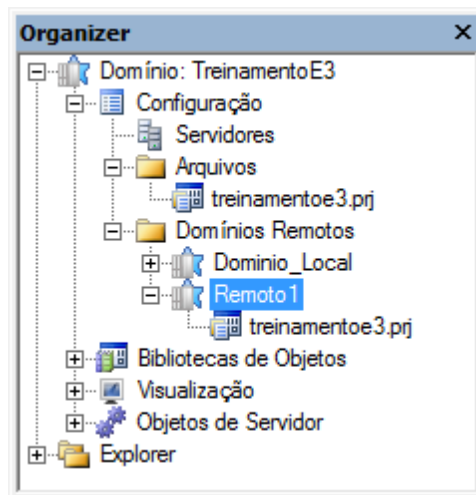 Organizer
Domínio: TreinamentoE3
Configuração
Servidores
Arquivos
treinamentoe3.prj
Domínios Remotos
Dominio_Local
Remoto1
treinamentoe3.prj
Bibliotecas de Objetos
Visualização
Objetos de Servidor
Explorer